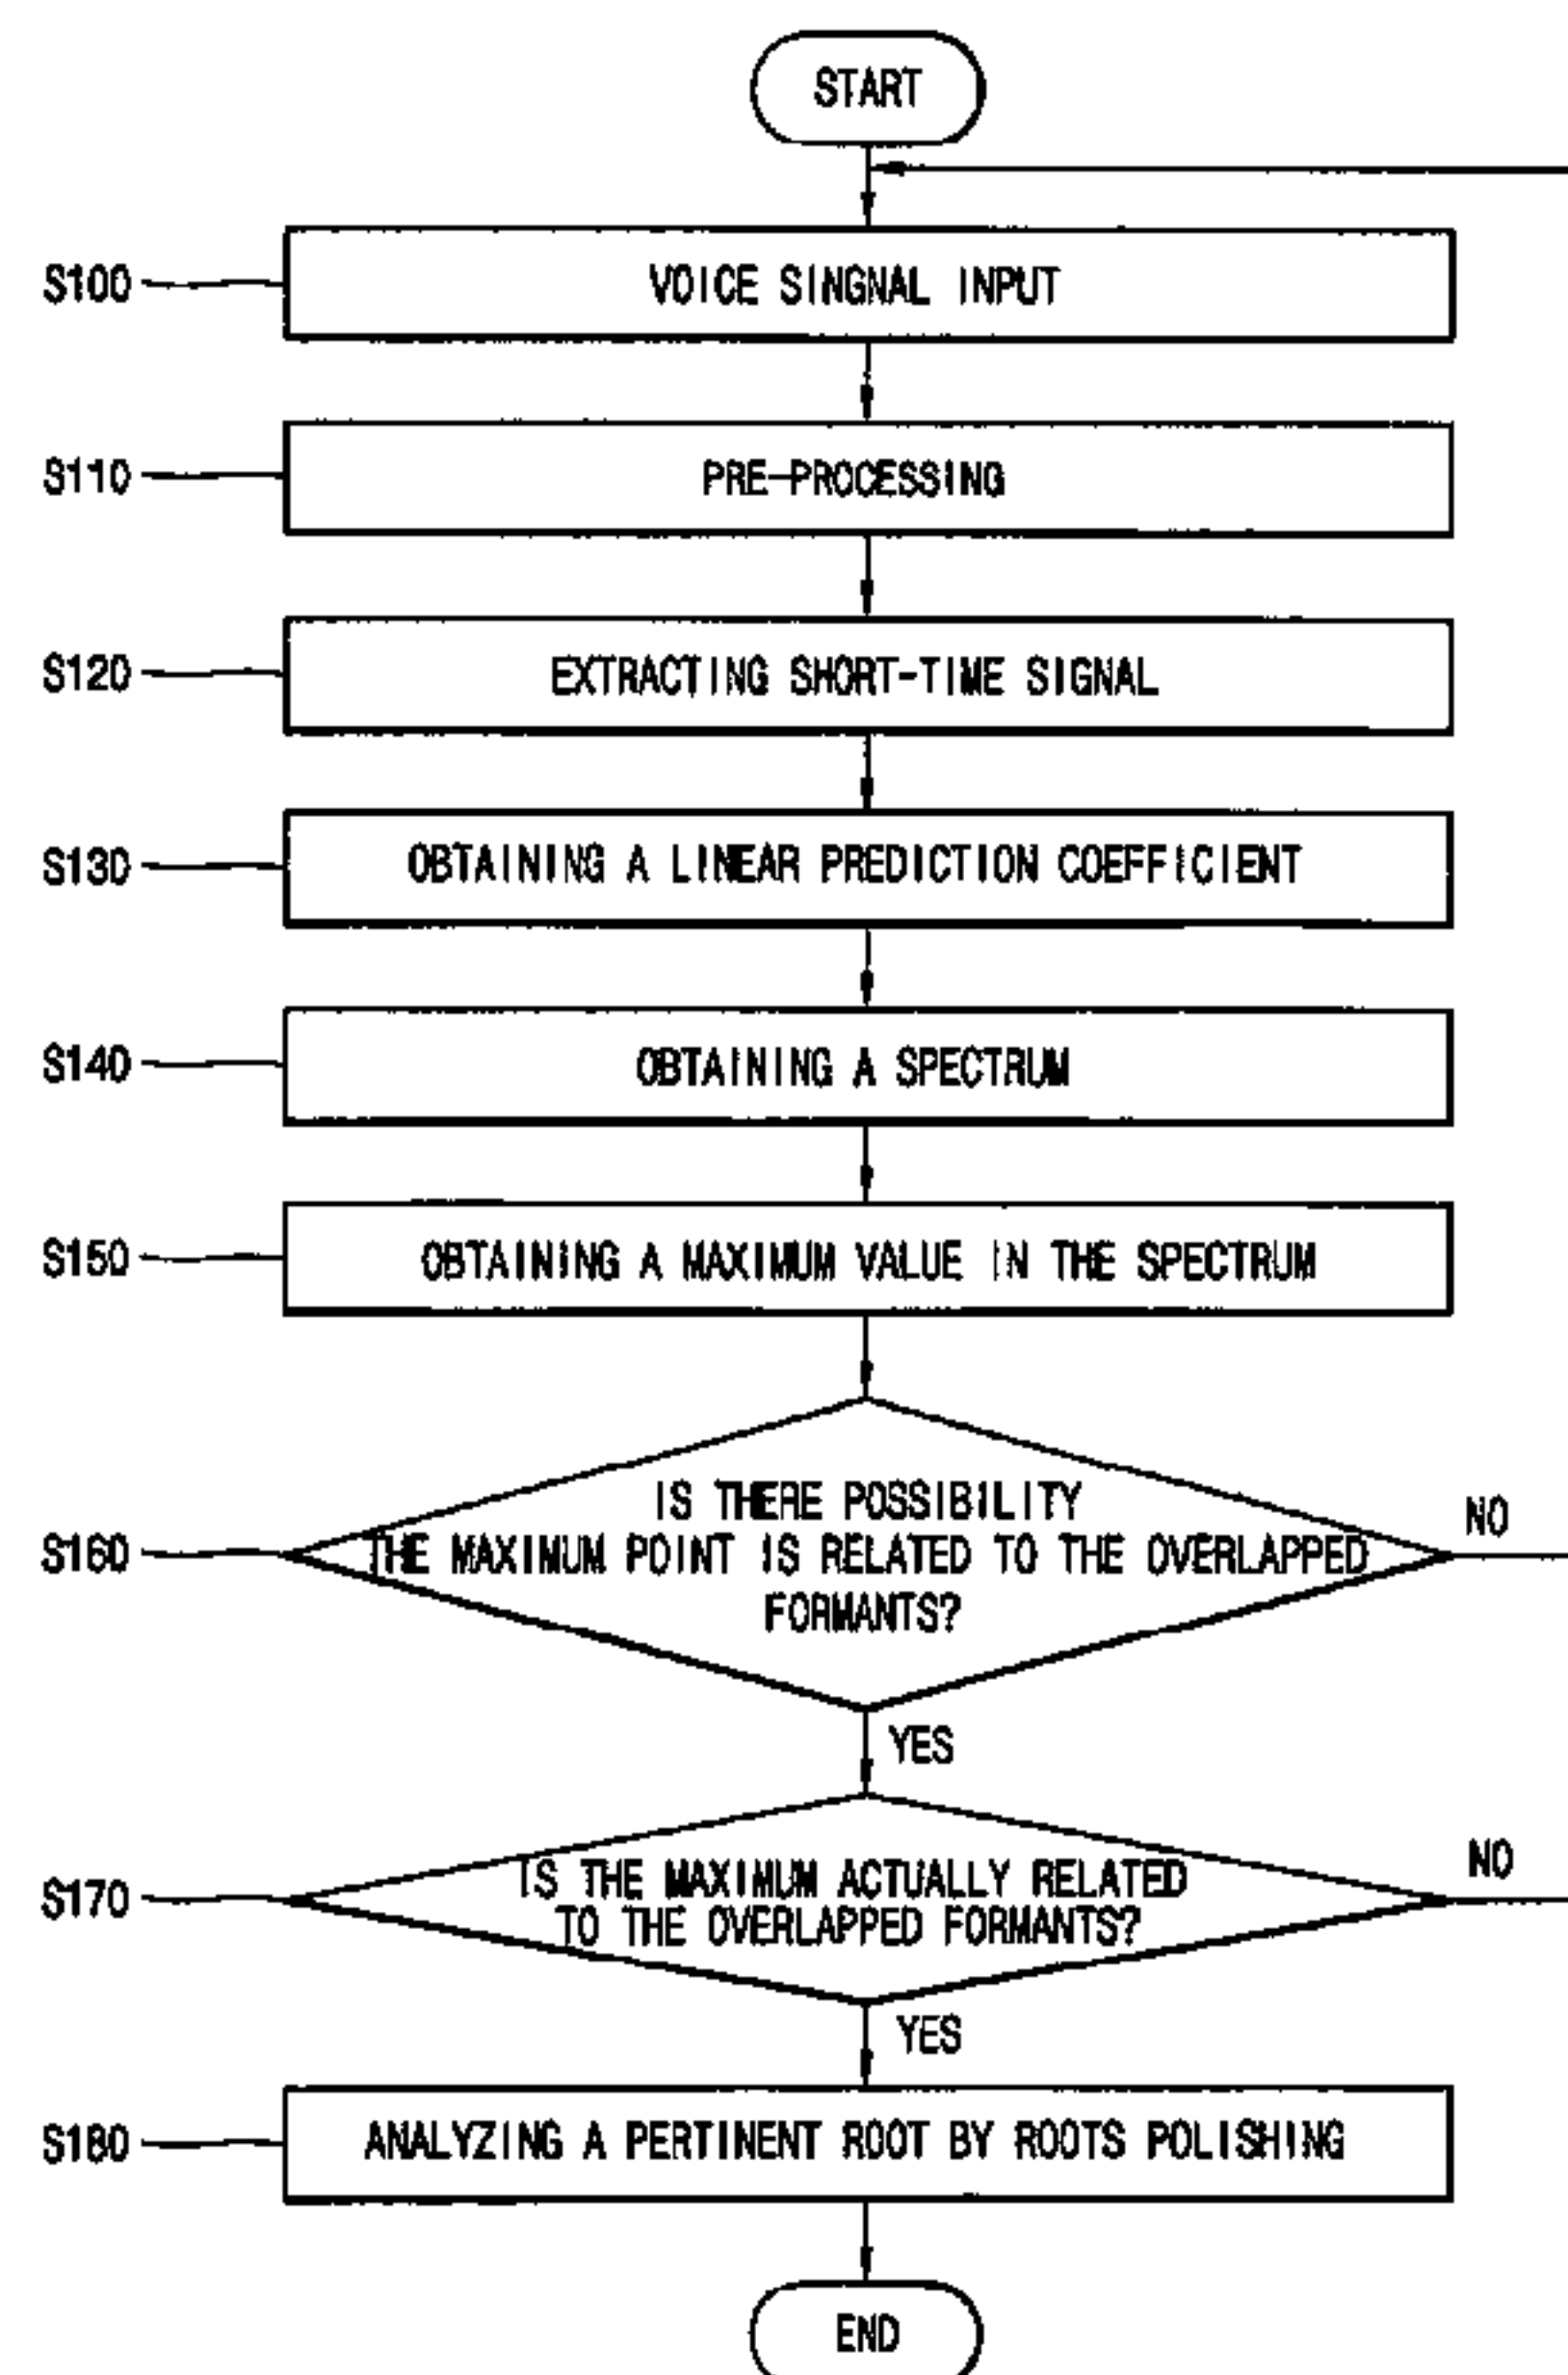 START
S100
VOICE SINGNAL INPUT
S110
PRE-PROCESSING
S120
EXTRACTING SHORT-TIME SIGNAL
S130
OBTAINING A LINEAR PREDICTION COEFFICIENT
S140
OBTAINING A SPECTRUM
S150
OBTAINING A MAXIMUM VALUE IN THE SPECTRUM
S160
IS THERE POSSIBILITY
THE MAXIMUM POINT IS RELATED TO THE OVERLAPPED
FORMANTS?
NO
YES
S170
IS THE MAXIMUM ACTUALLY RELATED
TO THE OVERLAPPED FORMANTS?
NO
YES
S180
ANALYZING A PERTINENT ROOT BY ROOTS POLISHING
END